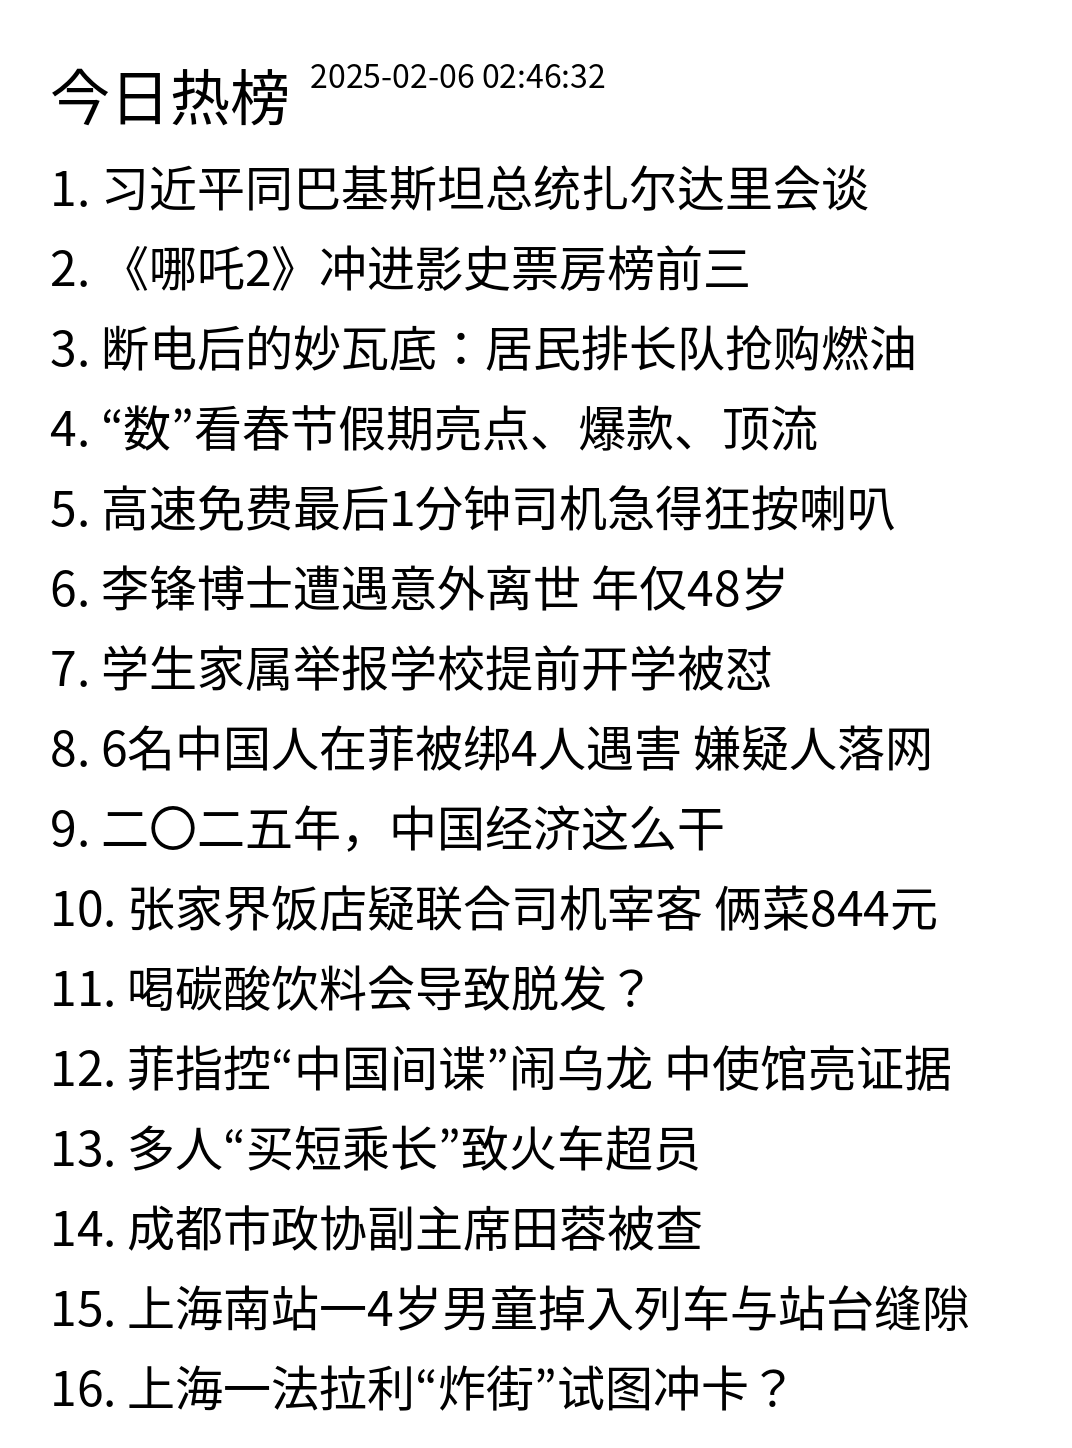 今日热榜 2025-02-06 02:46:32
1. 习近平同巴基斯坦总统扎尔达里会谈
2. 《哪吒2》冲进影史票房榜前三
3. 断电后的妙瓦底：居民排长队抢购燃油
4. “数”看春节假期亮点、爆款、顶流
5. 高速免费最后1分钟司机急得狂按喇叭
6. 李锋博士遭遇意外离世 年仅48岁
7. 学生家属举报学校提前开学被怼
8. 6名中国人在菲被绑4人遇害 嫌疑人落网
9. 二〇二五年，中国经济这么干
10. 张家界饭店疑联合司机宰客 俩菜844元
11. 喝碳酸饮料会导致脱发？
12. 菲指控“中国间谍”闹乌龙 中使馆亮证据
13. 多人“买短乘长”致火车超员
14. 成都市政协副主席田蓉被查
15. 上海南站一4岁男童掉入列车与站台缝隙
16. 上海一法拉利“炸街”试图冲卡？